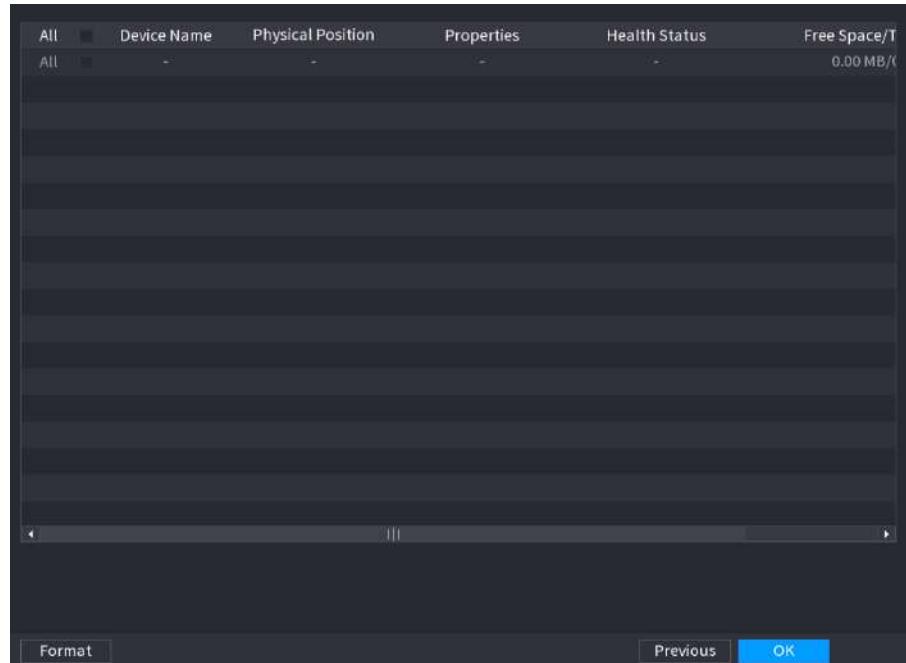 All Device Name Physical Position Properties Health Status Free Space/T
All - - - - 0.00 MB/
Format Previous OK